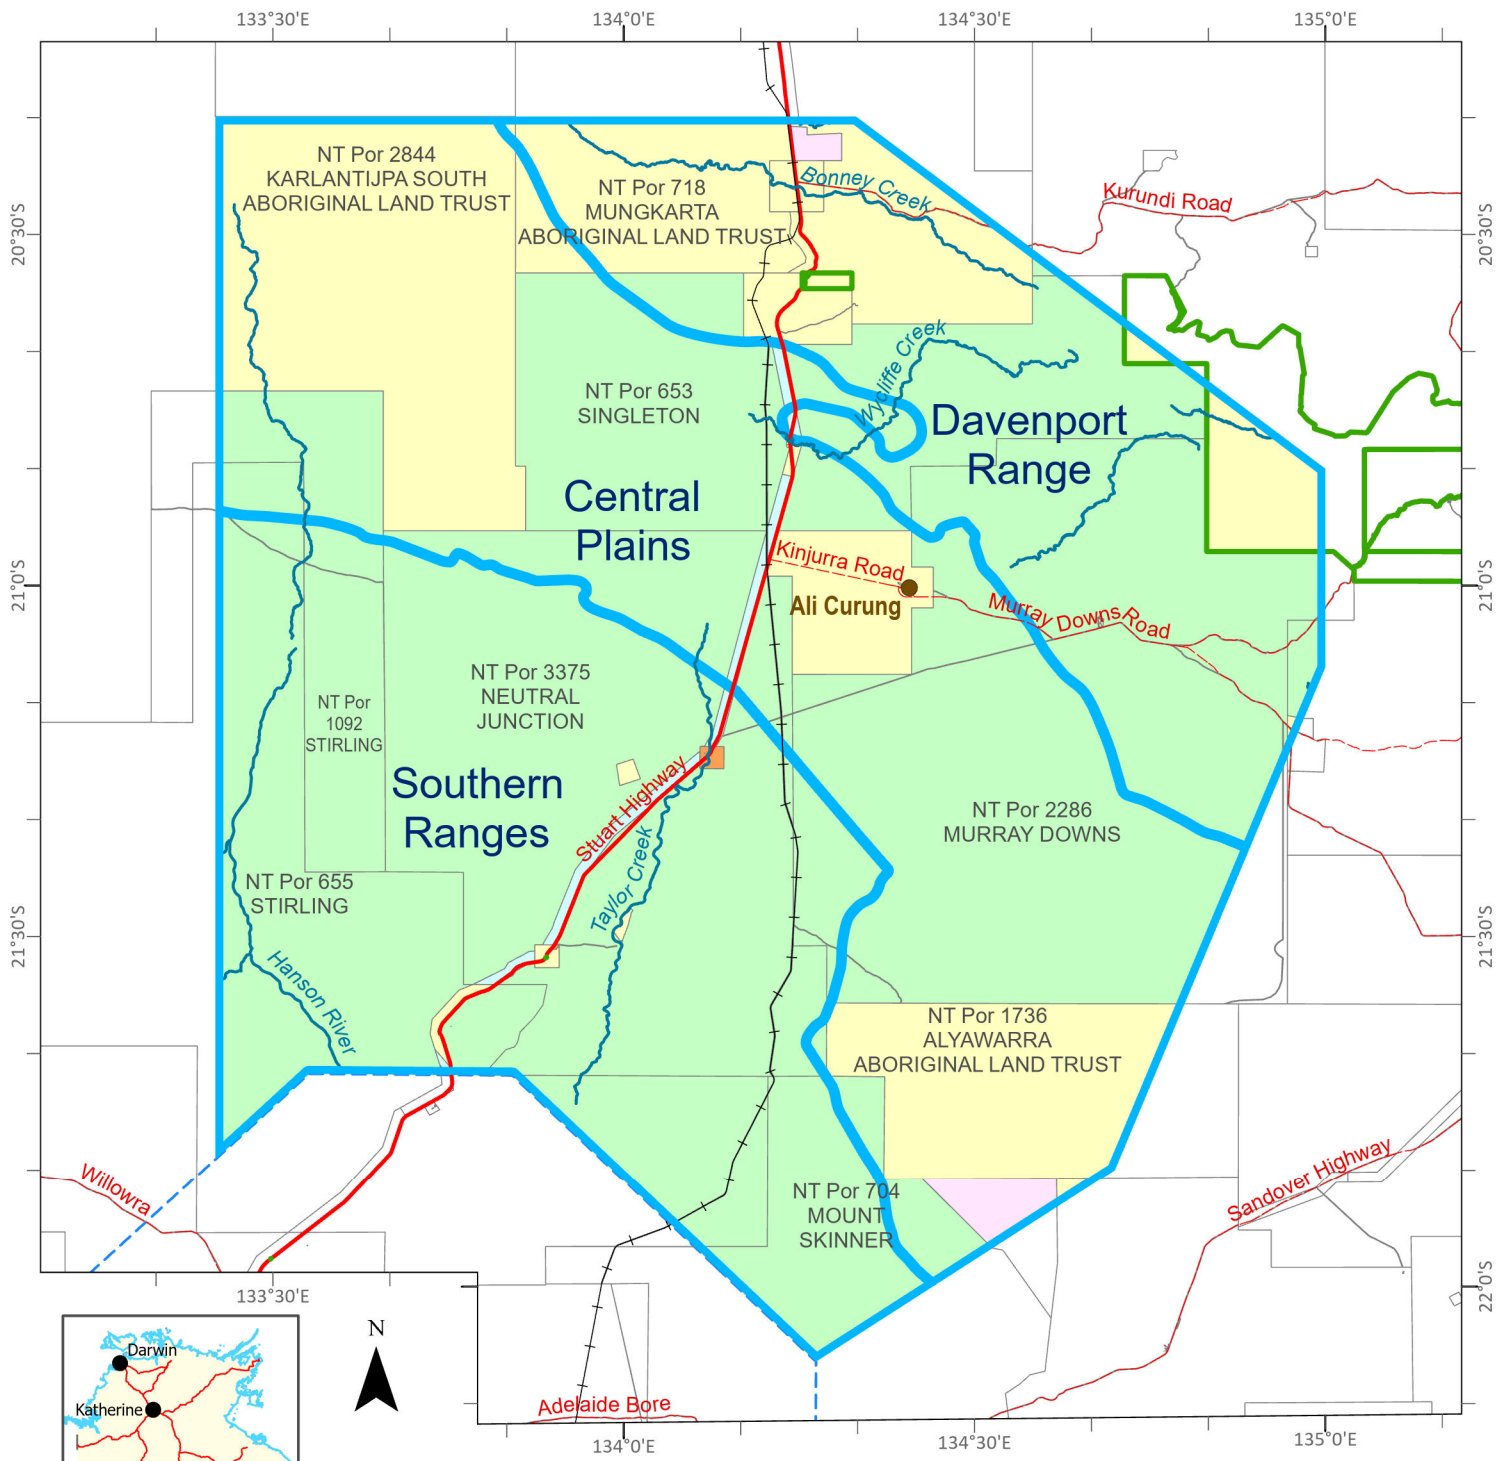 133°30'E
134°0'E
134°30'E
135°0'E
20°30'S
21°0'S
21°30'S
20°30'S
21°0'S
21°30'S
22°0'S
NT Por 2844
KARLANTIJPA SOUTH
ABORIGINAL LAND TRUST
NT Por 718
MUNGKARTA
ABORIGINAL LAND TRUST
Bonney Creek
Kurundi Road
NT Por 653
SINGLETON
Wycliffe Creek
Davenport
Range
Central
Plains
Kinjurra Road
Ali Curung
Murray Downs Road
NT Por 3375
NEUTRAL
JUNCTION
NT Por
1092
STIRLING
Southern
Ranges
Stuart Highway
Taylor Creek
NT Por 2286
MURRAY DOWNS
NT Por 655
STIRLING
Hanson River
NT Por 1736
ALYAWARRA
ABORIGINAL LAND TRUST
NT Por 704
MOUNT
SKINNER
Willowra
Sandover Highway
Adelaide Bore
133°30'E
134°0'E
134°30'E
135°0'E
N
Darwin
Katherine